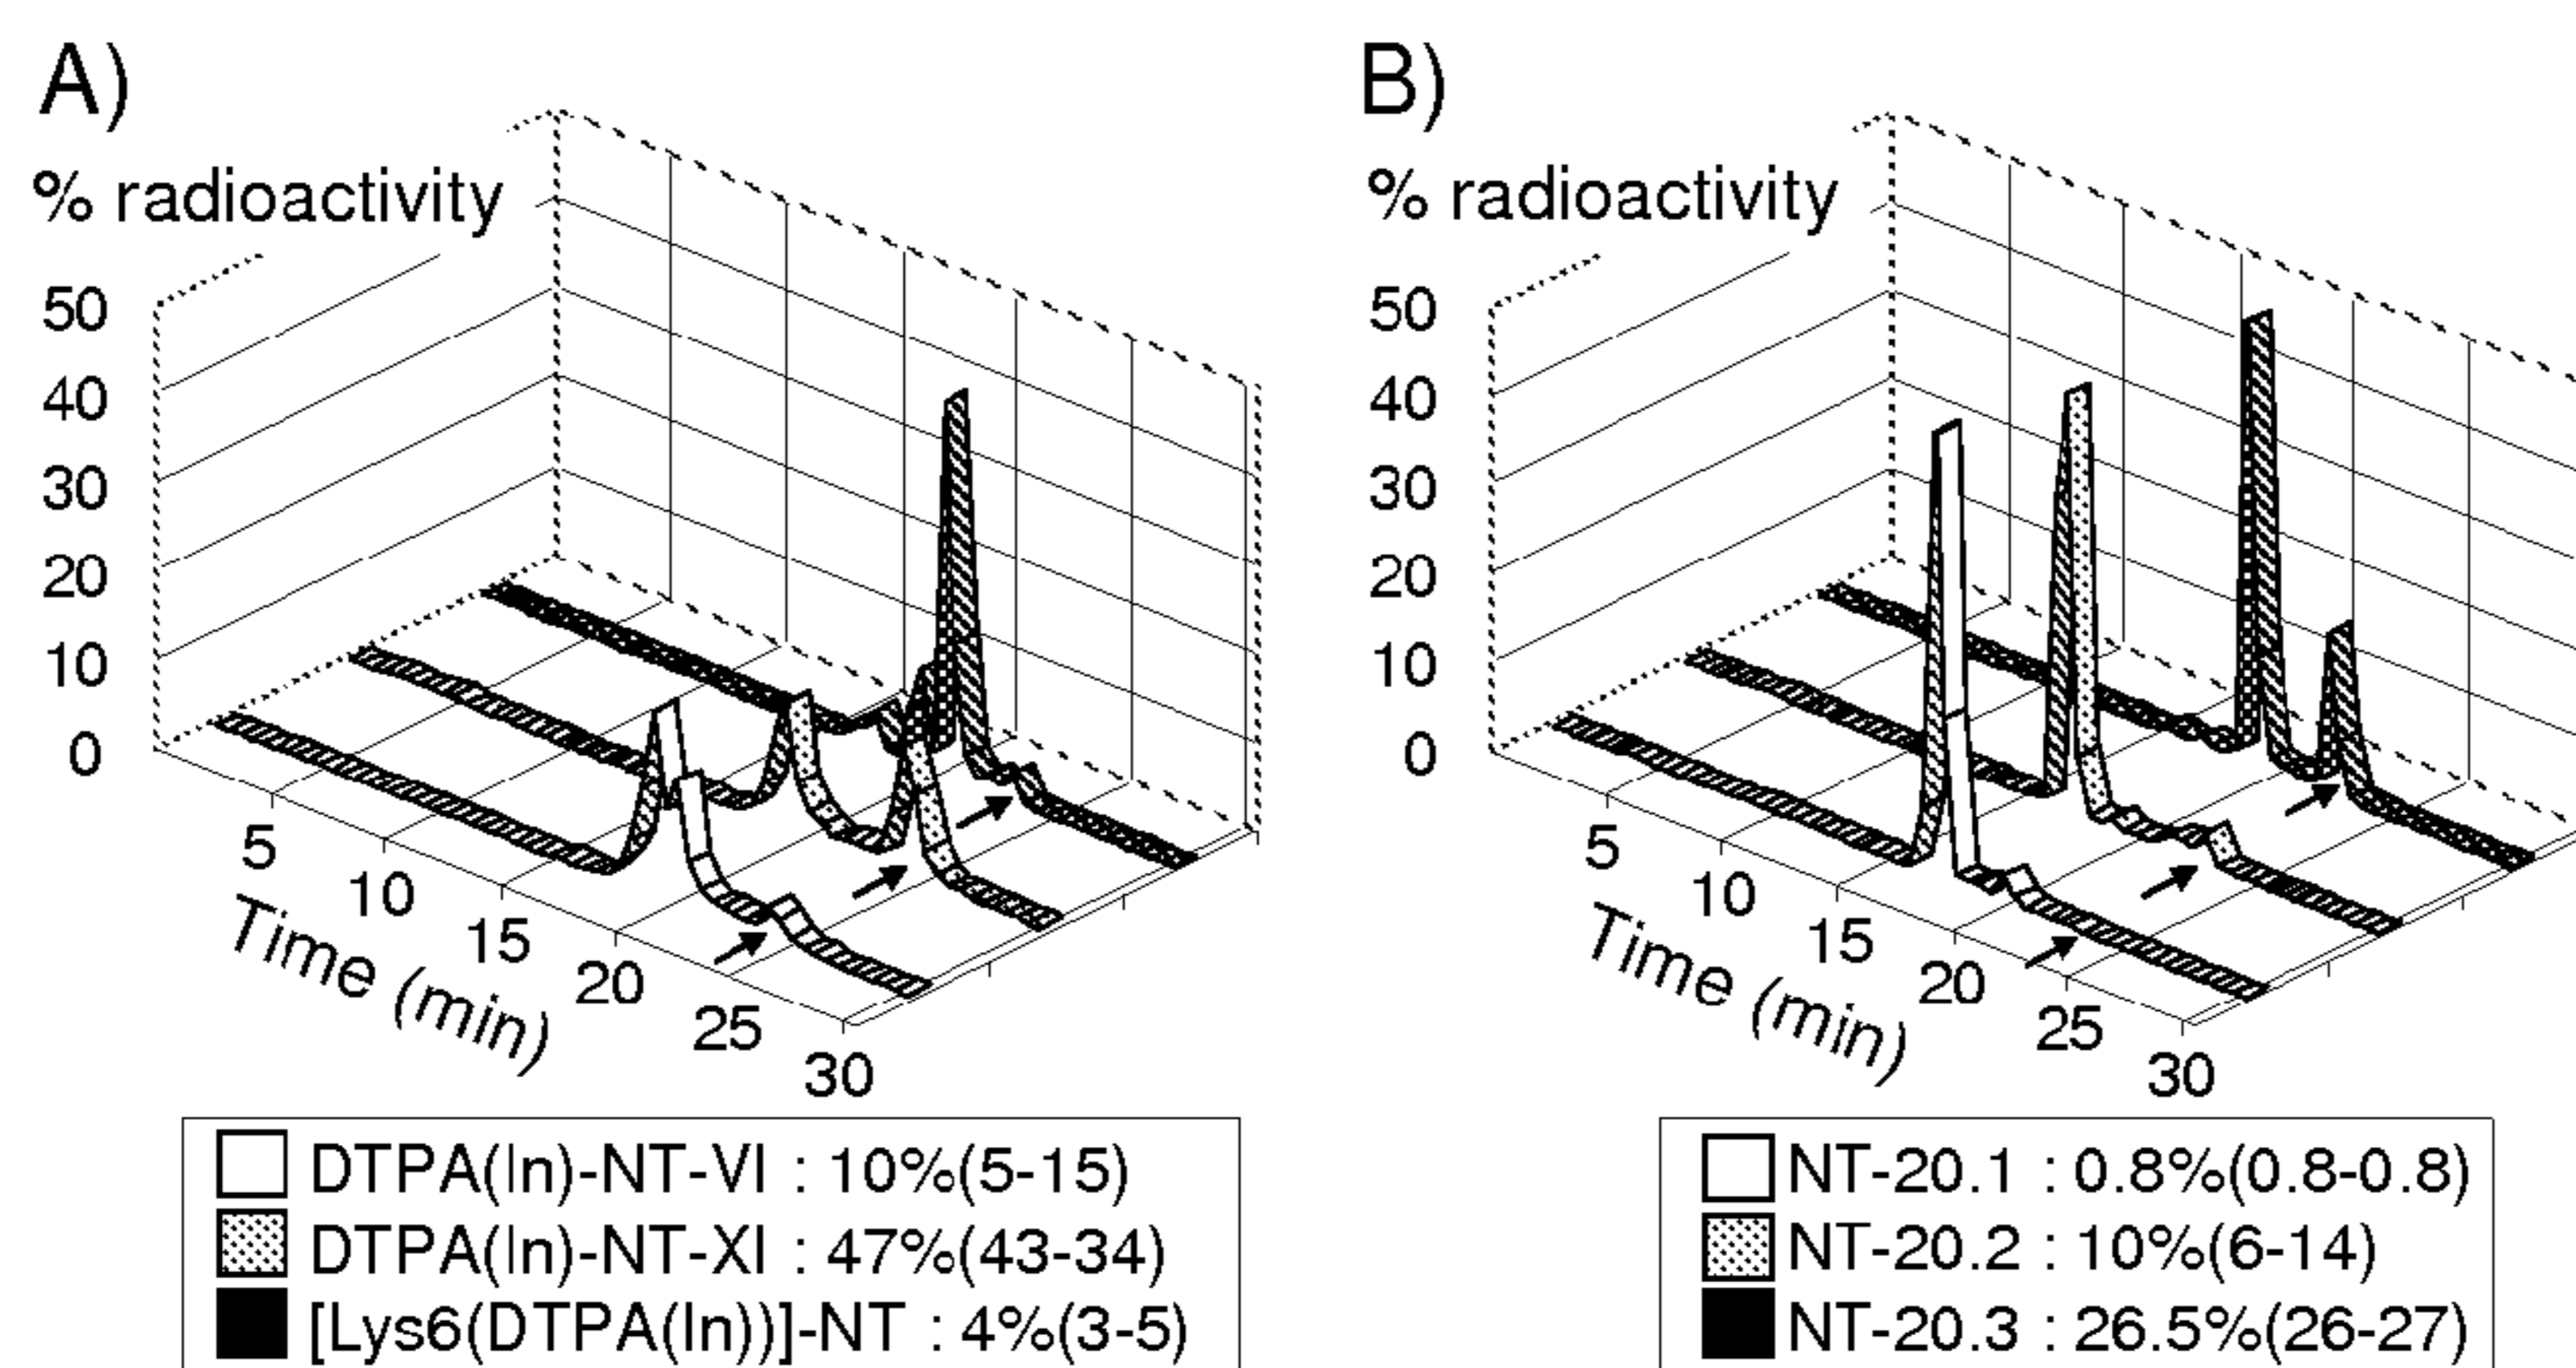 A)
% radioactivity
50
40
30
20
10
0
5
10
15
20
25
30
Time (min)
DTPA(In)-NT-VI : 10%(5-15)
DTPA(In)-NT-XI : 47%(43-34)
[Lys6(DTPA(In))]-NT : 4%(3-5)
B)
% radioactivity
50
40
30
20
10
0
5
10
15
20
25
30
Time (min)
NT-20.1 : 0.8%(0.8-0.8)
NT-20.2 : 10%(6-14)
NT-20.3 : 26.5%(26-27)